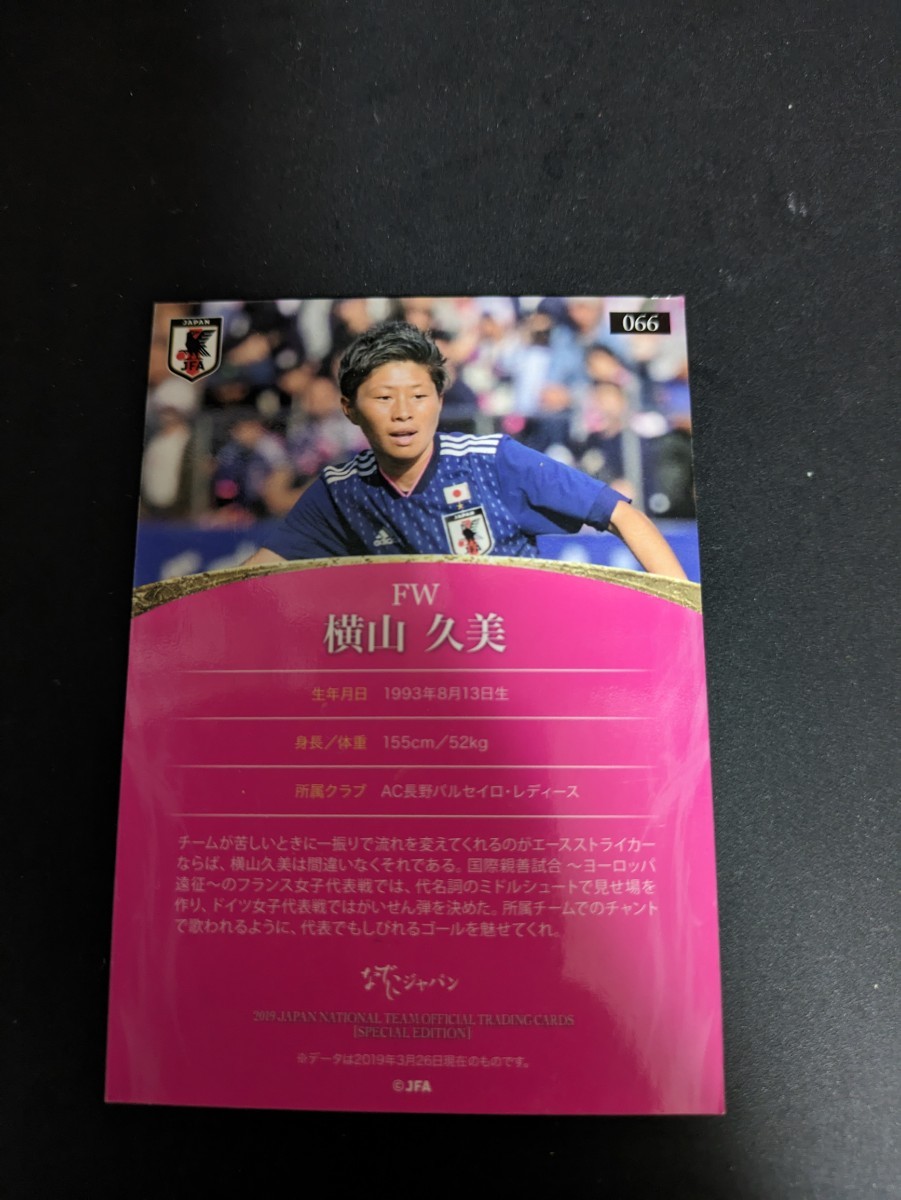 JAPAN
JFA
066
adidas
JAPAN
FW
横山 久美
生年月日 1993年8月13日生
身長／体重 155cm／52kg
所属クラブ AC長野パルセイロ・レディース
チームが苦しいときに一振りで流れを変えてくれるのがエースストライカー
ならば、横山久美は間違いなくそれである。国際親善試合 〜ヨーロッパ
遠征〜のフランス女子代表戦では、代名詞のミドルシュートで見せ場を
作り、ドイツ女子代表戦ではがいせん弾を決めた。所属チームでのチャント
で歌われるように、代表でもしびれるゴールを魅せてくれ。
なでしこジャパン
2019 JAPAN NATIONAL TEAM OFFICIAL TRADING CARDS
[SPECIAL EDITION]
※データは2019年3月26日現在のものです。
©JFA